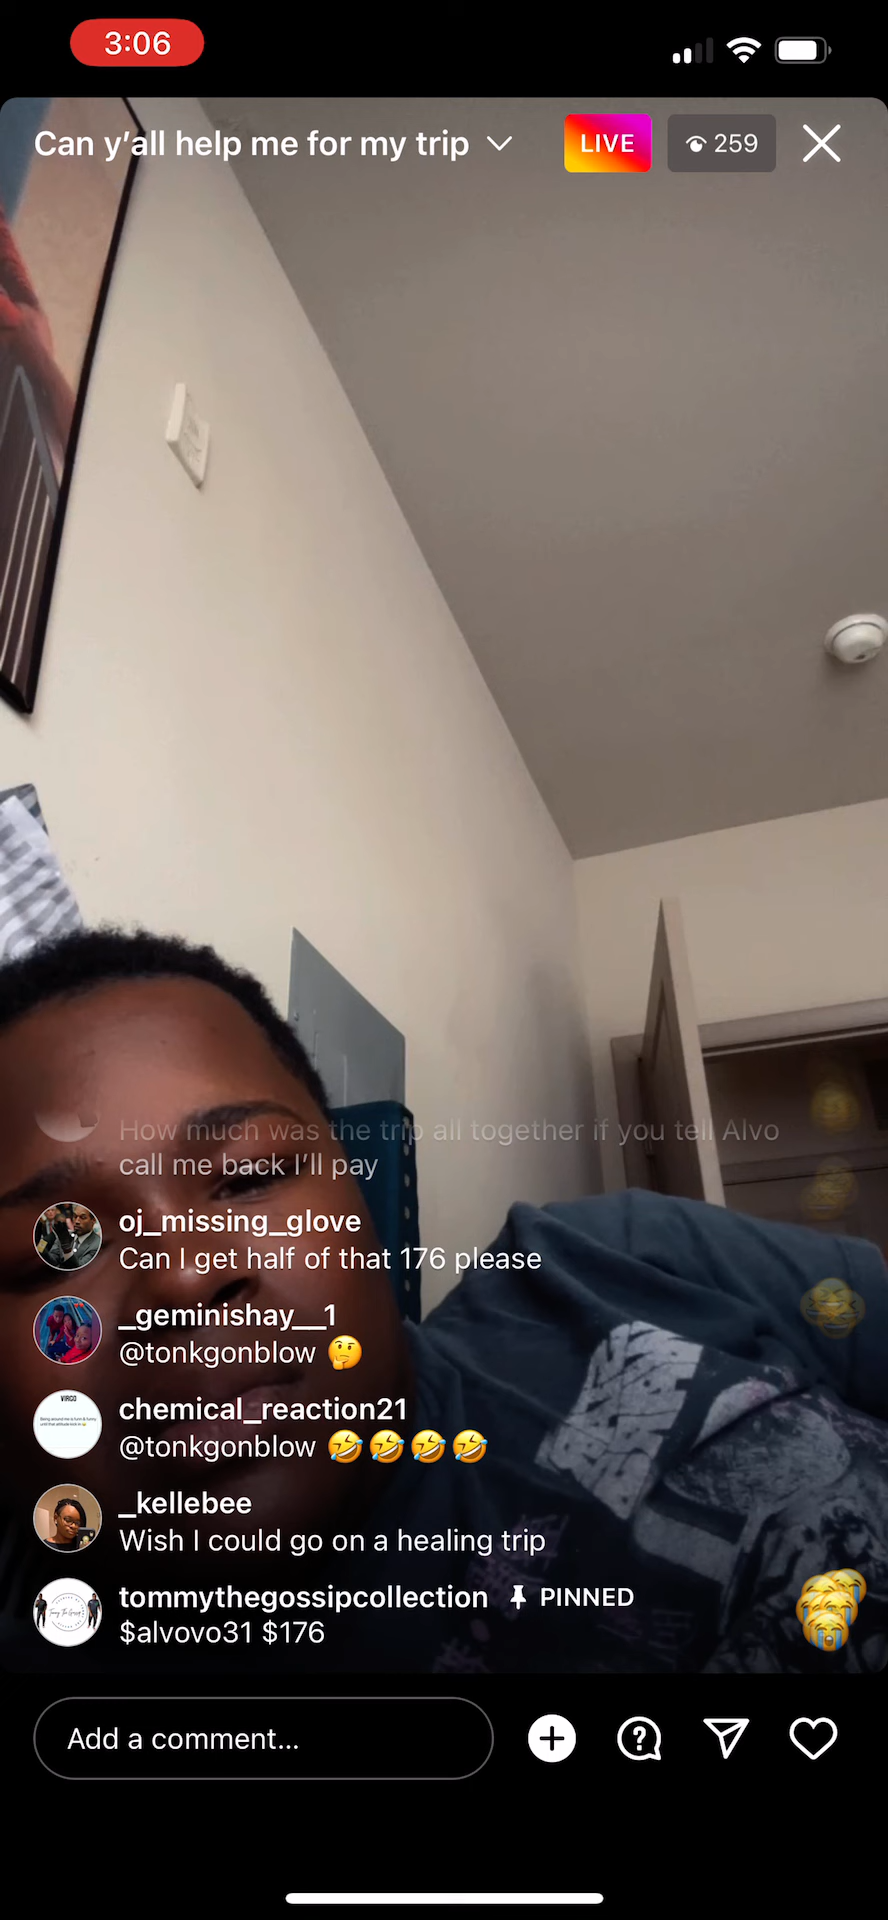 3:06
Can y’all help me for my trip
LIVE
259
How much was the trip all together if you tell Alvo
call me back I’ll pay
oj_missing_glove
Can I get half of that 176 please
_geminishay__1
@tonkgonblow 🤔
chemical_reaction21
@tonkgonblow 🤣🤣🤣🤣
_kellebee
Wish I could go on a healing trip
tommythegossipcollection PINNED
$alvovo31 $176
VIRGO
Add a comment...